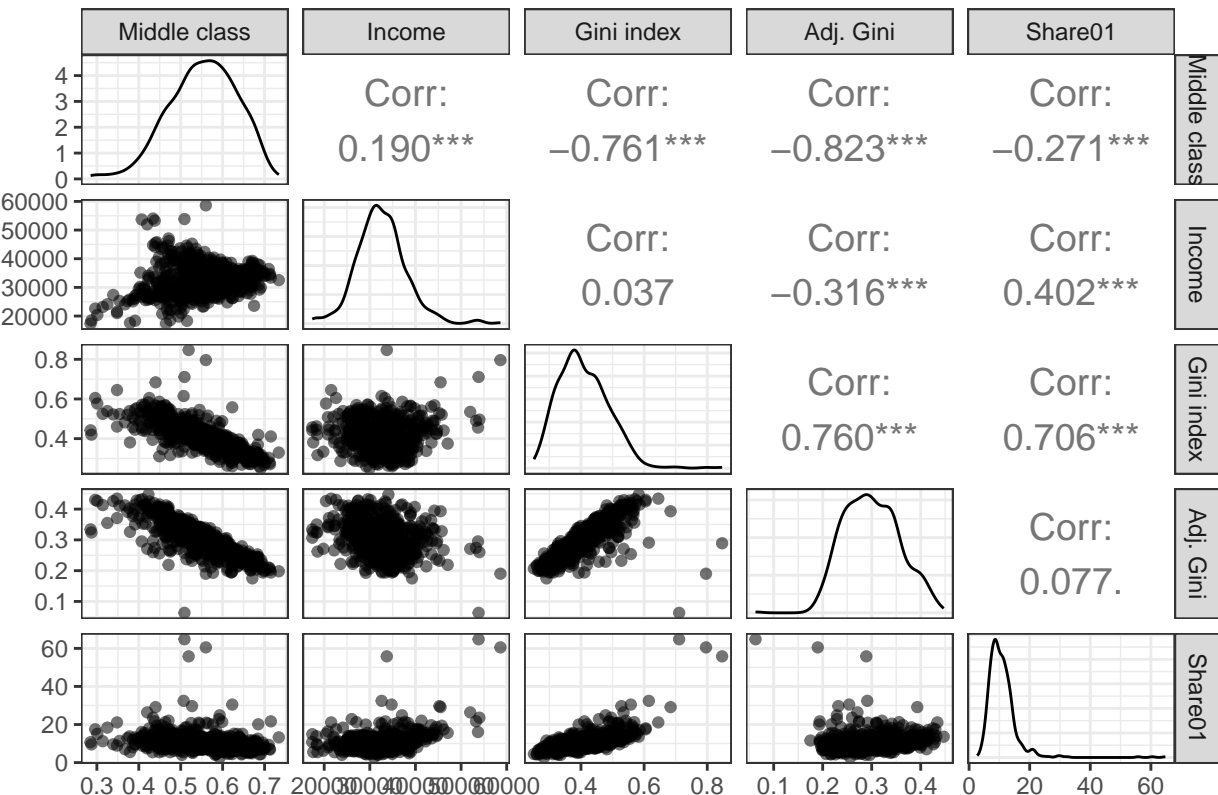 Middle class Income Gini index Adj. Gini Share01
4 Corr: Corr: Corr: Corr: Middle class
3
2 0.190*** −0.761*** −0.823*** −0.271***
1
0
60000
50000 Corr: Corr: Corr: Income
40000
30000 0.037 −0.316*** 0.402***
20000
0.8 Corr: Corr: Gini index
0.6
0.4 0.760*** 0.706***
0.4 Corr: Adj. Gini
0.3
0.2 0.077.
0.1
60 Share01
40
20
0
0.3 0.4 0.5 0.6 0.7 20000 30000 40000 50000 60000 0.4 0.6 0.8 0.1 0.2 0.3 0.4 0 20 40 60